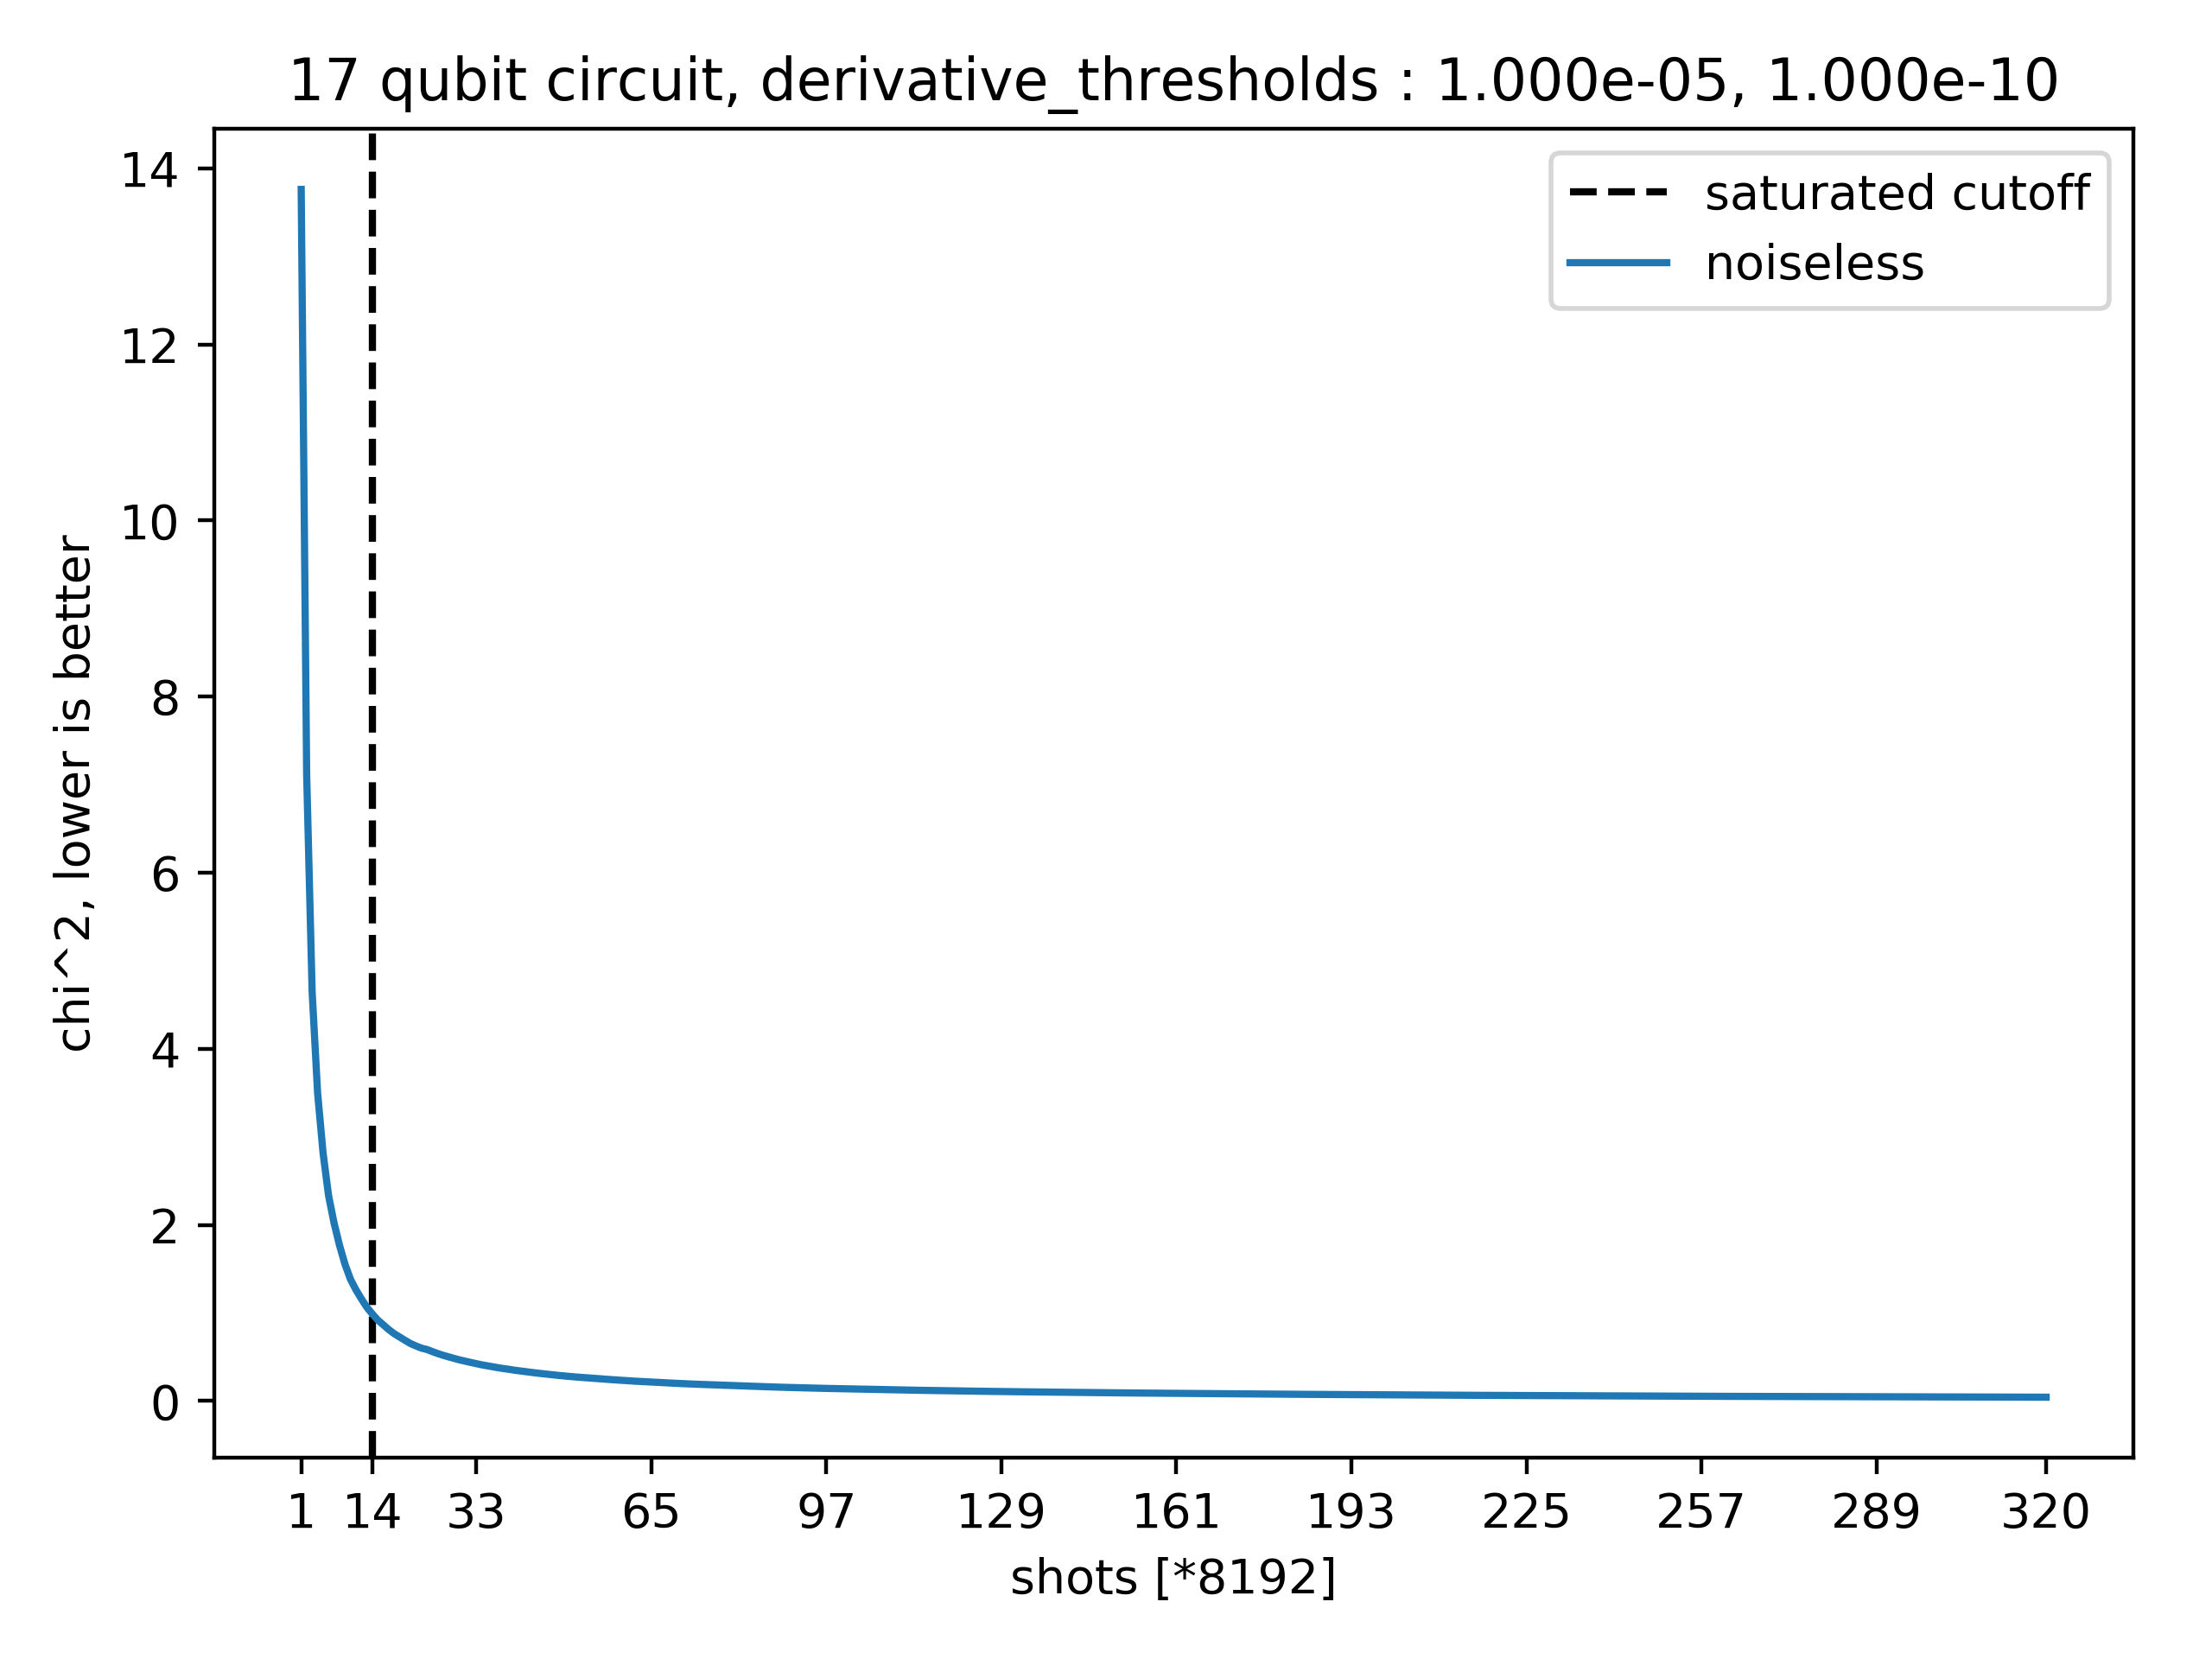 17 qubit circuit, derivative_thresholds : 1.000e-05, 1.000e-10
saturated cutoff
noiseless
chi^2, lower is better
14
12
10
8
6
4
2
0
1 14 33 65 97 129 161 193 225 257 289 320
shots [*8192]